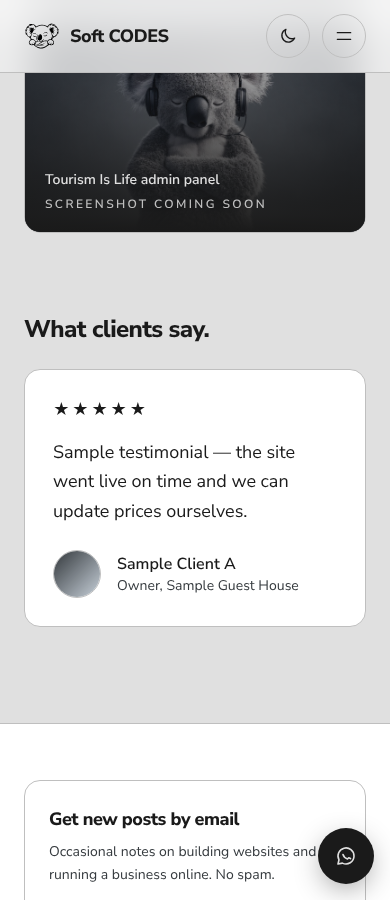 Soft CODES
Tourism Is Life admin panel
SCREENSHOT COMING SOON
What clients say.
★★★★★
Sample testimonial — the site
went live on time and we can
update prices ourselves.
Sample Client A
Owner, Sample Guest House
Get new posts by email
Occasional notes on building websites and
running a business online. No spam.